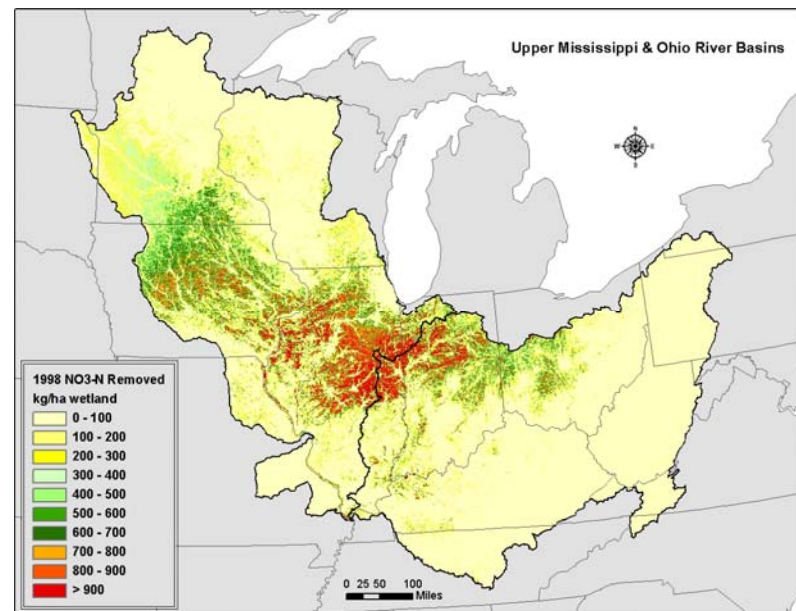 Upper Mississippi & Ohio River Basins
N
W E
S
1998 NO3-N Removed
kg/ha wetland
0 - 100
100 - 200
200 - 300
300 - 400
400 - 500
500 - 600
600 - 700
700 - 800
800 - 900
> 900
0 25 50 100
Miles